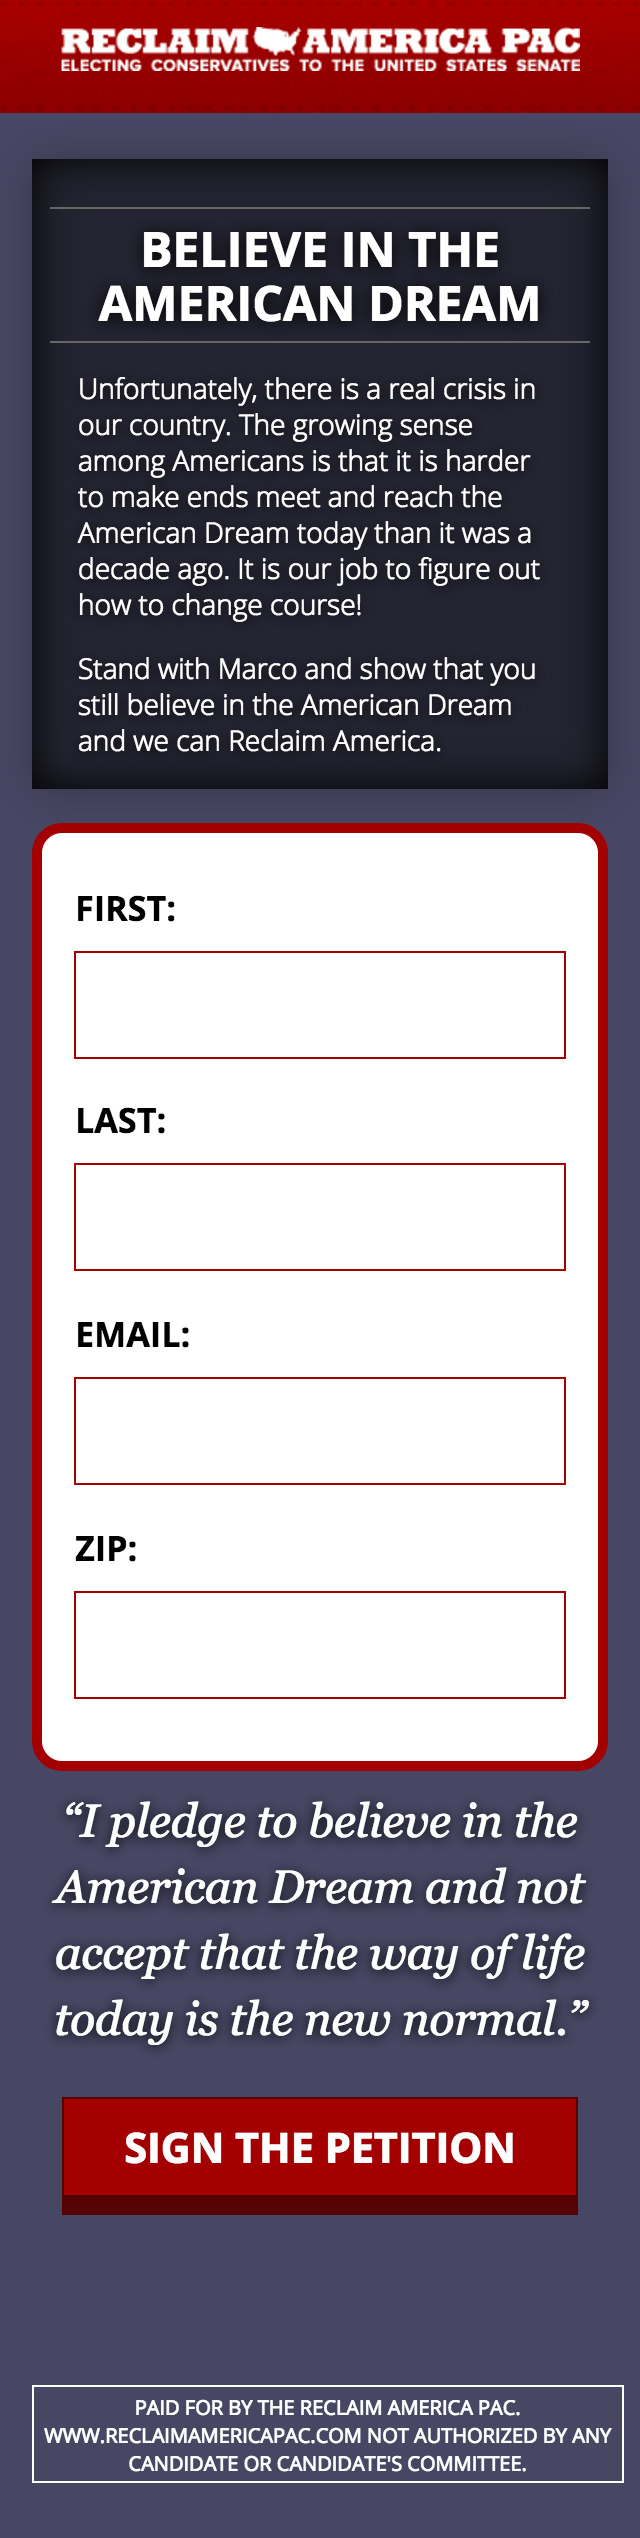 RECLAIM AMERICA PAC
ELECTING CONSERVATIVES TO THE UNITED STATES SENATE
BELIEVE IN THE
AMERICAN DREAM
Unfortunately, there is a real crisis in
our country. The growing sense
among Americans is that it is harder
to make ends meet and reach the
American Dream today than it was a
decade ago. It is our job to figure out
how to change course!
Stand with Marco and show that you
still believe in the American Dream
and we can Reclaim America.
FIRST:
LAST:
EMAIL:
ZIP:
“I pledge to believe in the
American Dream and not
accept that the way of life
today is the new normal.”
SIGN THE PETITION
PAID FOR BY THE RECLAIM AMERICA PAC.
WWW.RECLAIMAMERICAPAC.COM NOT AUTHORIZED BY ANY
CANDIDATE OR CANDIDATE'S COMMITTEE.